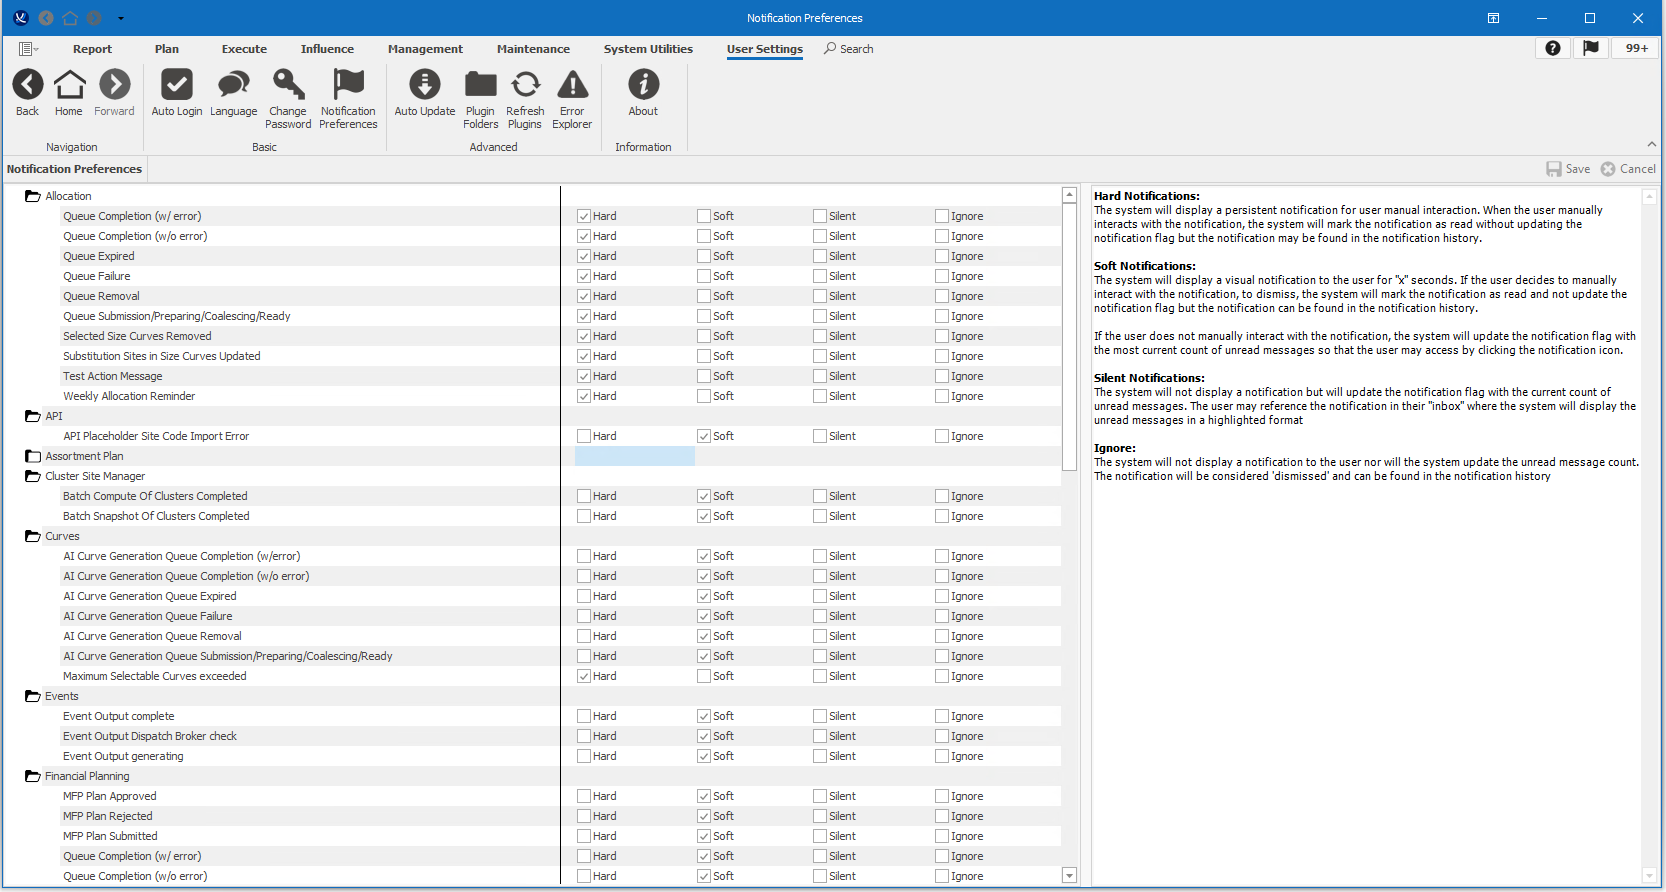 Notification Preferences
Report Plan Execute Influence Management Maintenance System Utilities User Settings Search 99+
Back Home Forward Auto Login Language Change Password Notification Preferences Auto Update Plugin Folders Refresh Plugins Error Explorer About
Navigation Basic Advanced Information
Notification Preferences Save Cancel
Allocation
Queue Completion (w/ error) Hard Soft Silent Ignore
Queue Completion (w/o error) Hard Soft Silent Ignore
Queue Expired Hard Soft Silent Ignore
Queue Failure Hard Soft Silent Ignore
Queue Removal Hard Soft Silent Ignore
Queue Submission/Preparing/Coalescing/Ready Hard Soft Silent Ignore
Selected Size Curves Removed Hard Soft Silent Ignore
Substitution Sites in Size Curves Updated Hard Soft Silent Ignore
Test Action Message Hard Soft Silent Ignore
Weekly Allocation Reminder Hard Soft Silent Ignore
API
API Placeholder Site Code Import Error Hard Soft Silent Ignore
Assortment Plan
Cluster Site Manager
Batch Compute Of Clusters Completed Hard Soft Silent Ignore
Batch Snapshot Of Clusters Completed Hard Soft Silent Ignore
Curves
AI Curve Generation Queue Completion (w/error) Hard Soft Silent Ignore
AI Curve Generation Queue Completion (w/o error) Hard Soft Silent Ignore
AI Curve Generation Queue Expired Hard Soft Silent Ignore
AI Curve Generation Queue Failure Hard Soft Silent Ignore
AI Curve Generation Queue Removal Hard Soft Silent Ignore
AI Curve Generation Queue Submission/Preparing/Coalescing/Ready Hard Soft Silent Ignore
Maximum Selectable Curves exceeded Hard Soft Silent Ignore
Events
Event Output complete Hard Soft Silent Ignore
Event Output Dispatch Broker check Hard Soft Silent Ignore
Event Output generating Hard Soft Silent Ignore
Financial Planning
MFP Plan Approved Hard Soft Silent Ignore
MFP Plan Rejected Hard Soft Silent Ignore
MFP Plan Submitted Hard Soft Silent Ignore
Queue Completion (w/ error) Hard Soft Silent Ignore
Queue Completion (w/o error) Hard Soft Silent Ignore
Hard Notifications:
The system will display a persistent notification for user manual interaction. When the user manually
interacts with the notification, the system will mark the notification as read without updating the
notification flag but the notification may be found in the notification history.
Soft Notifications:
The system will display a visual notification to the user for "x" seconds. If the user decides to manually
interact with the notification, to dismiss, the system will mark the notification as read and not update the
notification flag but the notification can be found in the notification history.
If the user does not manually interact with the notification, the system will update the notification flag with
the most current count of unread messages so that the user may access by clicking the notification icon.
Silent Notifications:
The system will not display a notification but will update the notification flag with the current count of
unread messages. The user may reference the notification in their "inbox" where the system will display the
unread messages in a highlighted format
Ignore:
The system will not display a notification to the user nor will the system update the unread message count.
The notification will be considered 'dismissed' and can be found in the notification history